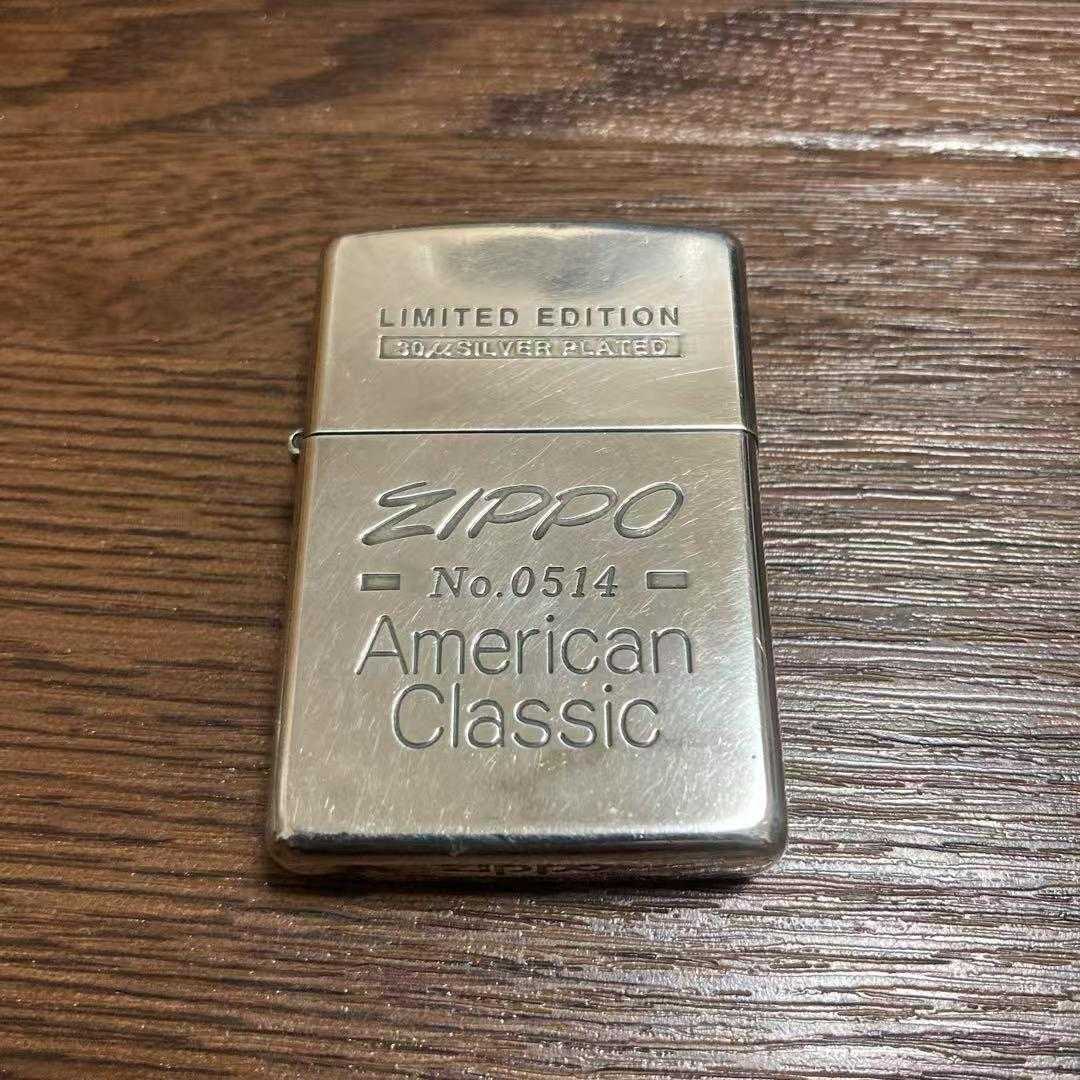 LIMITED EDITION
30μ SILVER PLATED
ZIPPO
No.0514
American
Classic